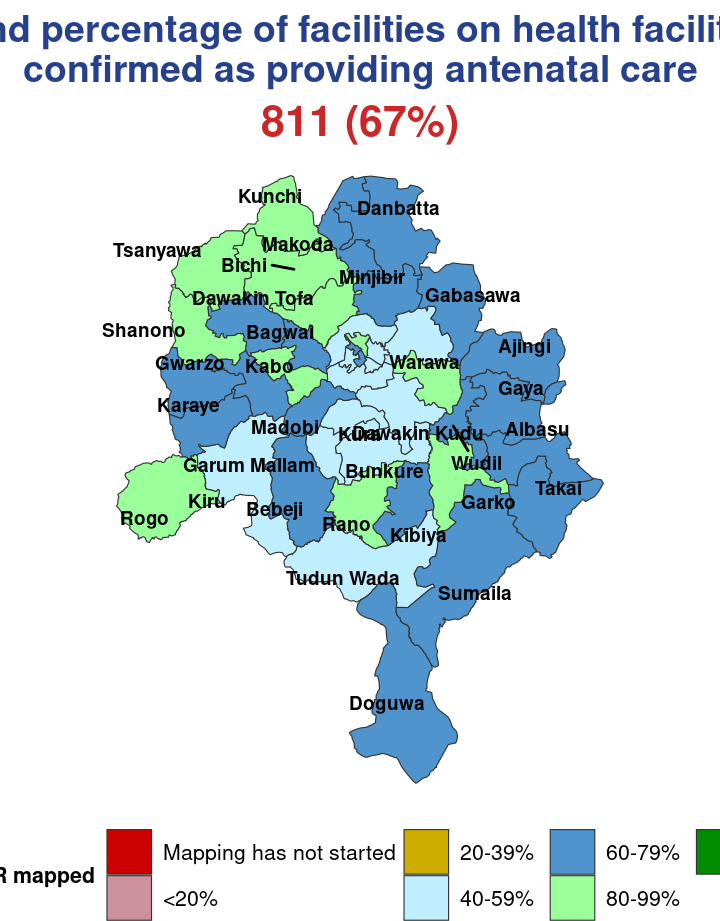 nd percentage of facilities on health facilit
confirmed as providing antenatal care
811 (67%)
Kunchi
Danbatta
Makoda
Tsanyawa
Bichi
Minjibir
Dawakin Tofa
Gabasawa
Shanono
Bagwai
Ajingi
Gwarzo
Kabo
Warawa
Gaya
Karaye
Madobi
Kura
Dawakin Kudu
Albasu
Garum Mallam
Bunkure
Wudil
Takai
Kiru
Bebeji
Garko
Rogo
Rano
Kibiya
Tudun Wada
Sumaila
Doguwa
R mapped
Mapping has not started
20-39%
60-79%
<20%
40-59%
80-99%